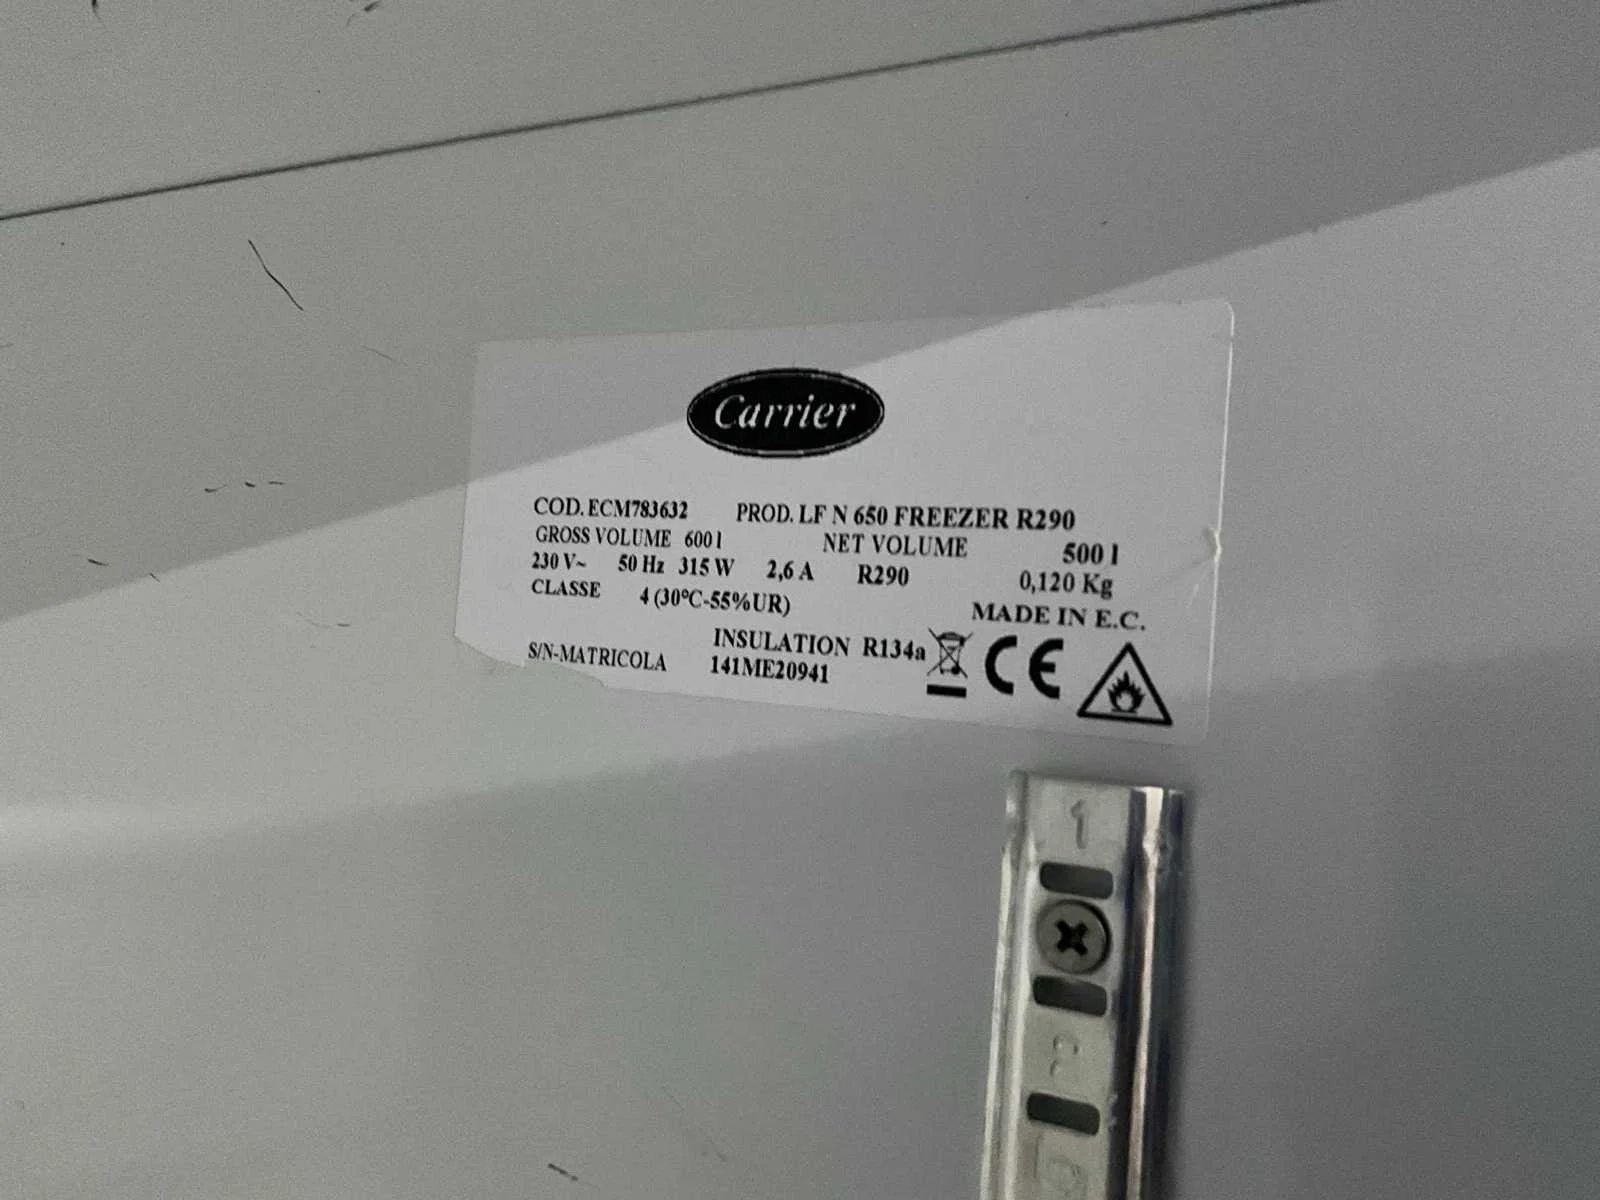 Carrier
COD. ECM783632 PROD. LF N 650 FREEZER R290
GROSS VOLUME 600 l NET VOLUME 500 l
230 V~ 50 Hz 315 W 2,6 A R290 0,120 Kg
CLASSE 4 (30°C-55%UR)
MADE IN E.C.
INSULATION R134a
S/N-MATRICOLA 141ME20941
CE
1